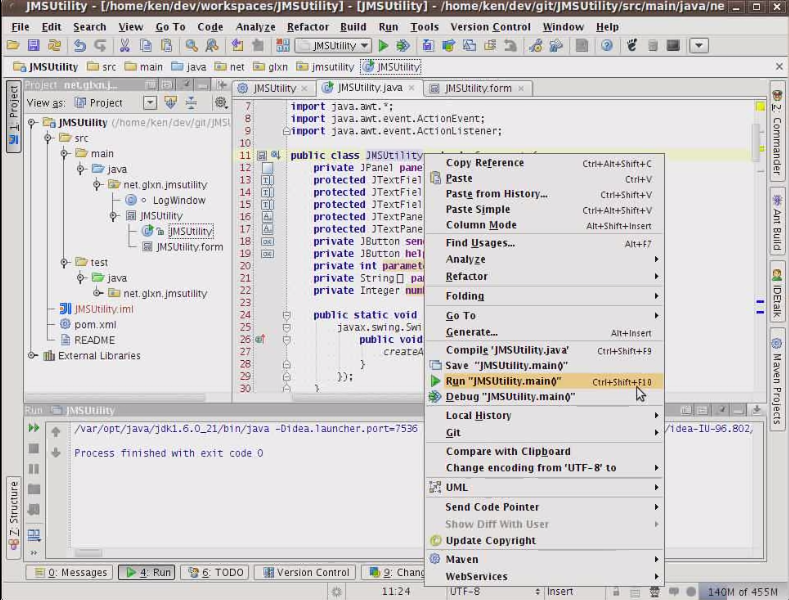 JMSUtility - [/home/ken/dev/workspaces/JMSUtility] - [JMSUtility] - [~/dev/git/JMSUtility/src/main/java/ne
File Edit Search View Go To Code Analyze Refactor Build Run Tools Version Control Window Help
JMSUtility
JMSUtility src main java net glxn jmsutility JMSUtility
Project net.glxn.j...
JMSUtility JMSUtility.java JMSUtility.form
View as: Project
JMSUtility (/home/ken/dev/git/JMSU
src
main
java
net.glxn.jmsutility
LogWindow
JMSUtility
JMSUtility
JMSUtility.form
test
java
net.glxn.jmsutility
JMSUtility.iml
pom.xml
README
External Libraries
1: Project
Z: Structure
7 import java.awt.*;
8 import java.awt.event.ActionEvent;
9 import java.awt.event.ActionListener;
10
11 public class JMSUtility
12 private JPanel pane
13 protected JTextFiel
14 protected JTextFiel
15 protected JTextFiel
16 protected JTextPane
17 protected JTextPane
18 private JButton sen
19 private JButton hel
20 private int paramet
21 private String[] pa
22 private Integer num
23
24 public static void
25 javax.swing.Swi
26 public void
27 createA
28 }
29 });
30 }
Copy Reference Ctrl+Alt+Shift+C
Paste Ctrl+V
Paste from History... Ctrl+Shift+V
Paste Simple Ctrl+Alt+Shift+V
Column Mode Alt+Shift+Insert
Find Usages... Alt+F7
Analyze
Refactor
Folding
Go To
Generate... Alt+Insert
Compile 'JMSUtility.java' Ctrl+Shift+F9
Save "JMSUtility.main()"
Run "JMSUtility.main()" Ctrl+Shift+F10
Debug "JMSUtility.main()"
Local History
Git
Compare with Clipboard
Change encoding from 'UTF-8' to
UML
Send Code Pointer
Show Diff With User
Update Copyright
Maven
WebServices
2: Commander
Ant Build
IDEtalk
Maven Projects
Run JMSUtility
/var/opt/java/jdk1.6.0_21/bin/java -Didea.launcher.port=7536
/idea-IU-96.802/
Process finished with exit code 0
0: Messages 4: Run 6: TODO Version Control 9: Chang
11:24 UTF-8 Insert 140M of 455M